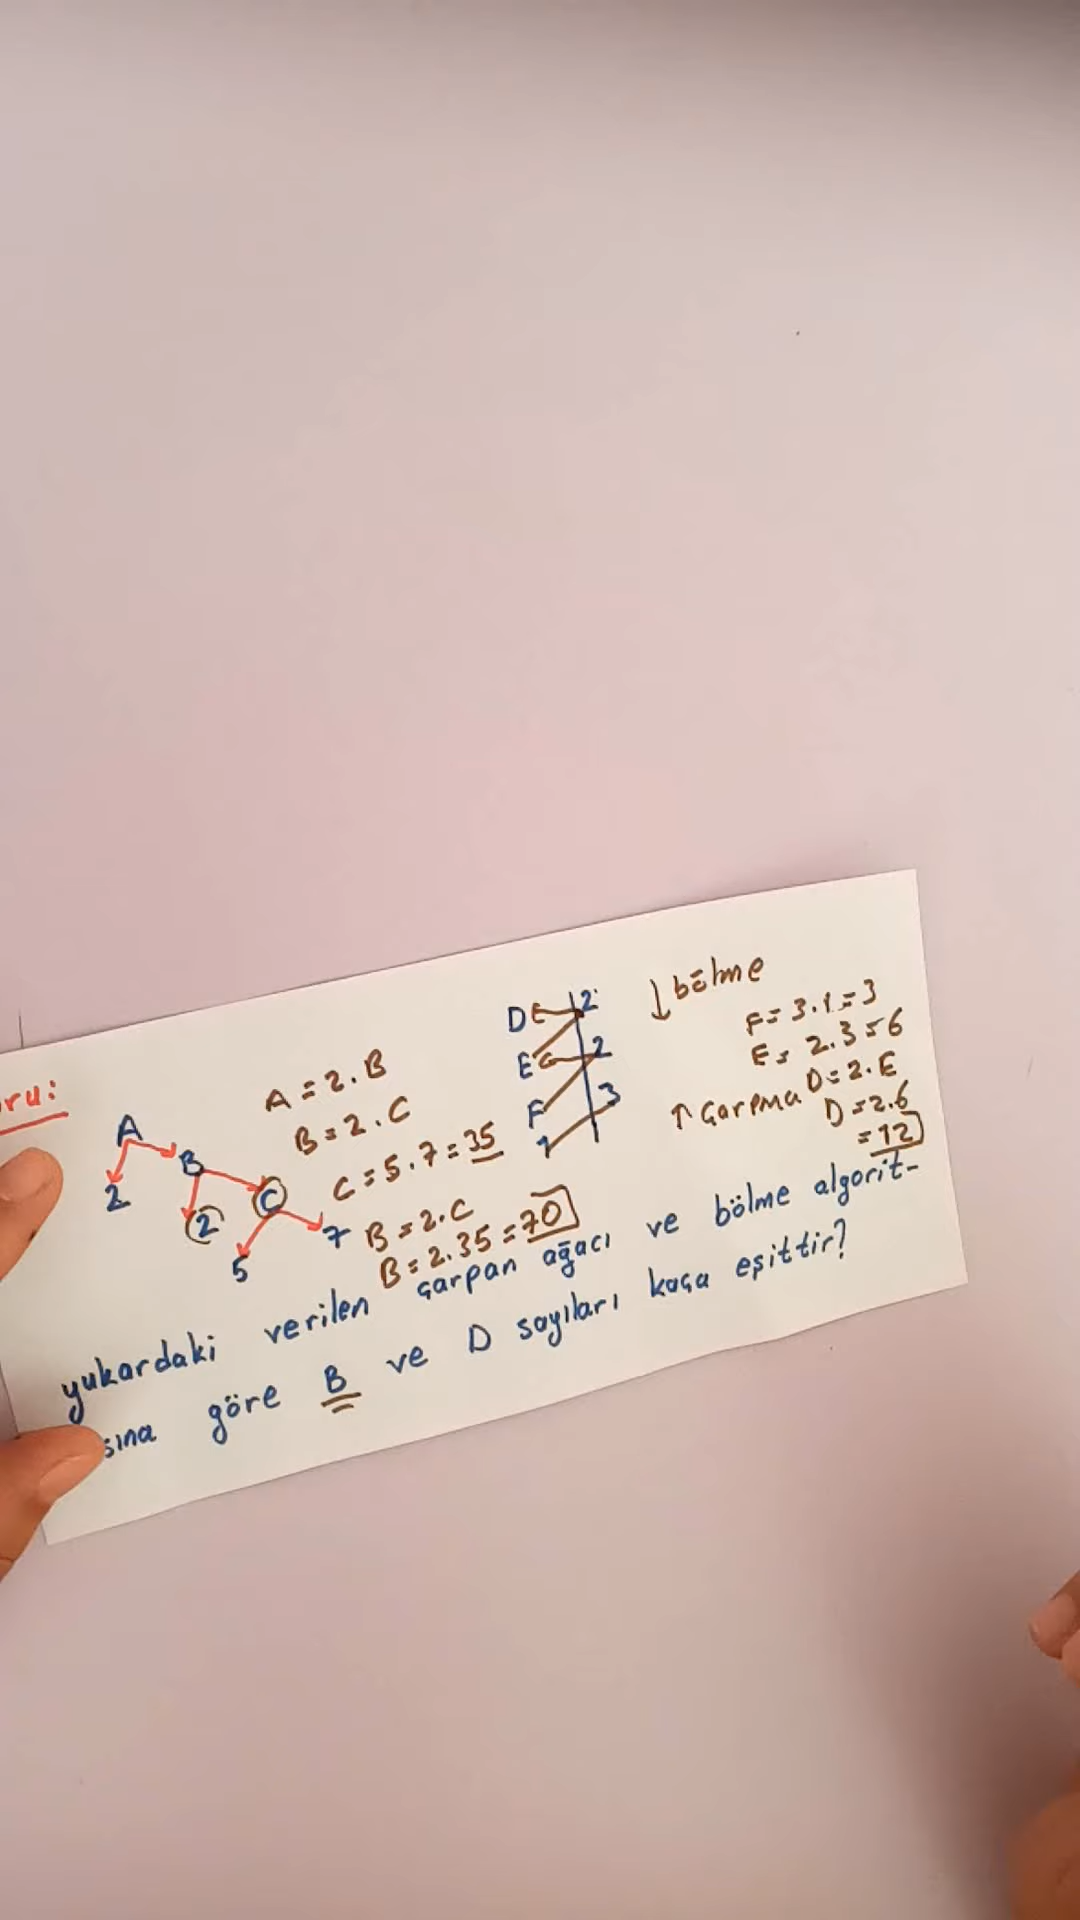 A
2
B
2
C
5
7
A = 2.B
B = 2.C
C = 5.7 = 35
B = 2.C
B = 2.35 = 70
D 2
E 2
F 3
1
↓ bölme
↑ Çarpma
F = 3.1 = 3
E = 2.3 = 6
D = 2.E
D = 2.6
= 12
yukardaki verilen çarpan ağacı ve bölme algorit-
göre B ve D sayıları kaça eşittir?